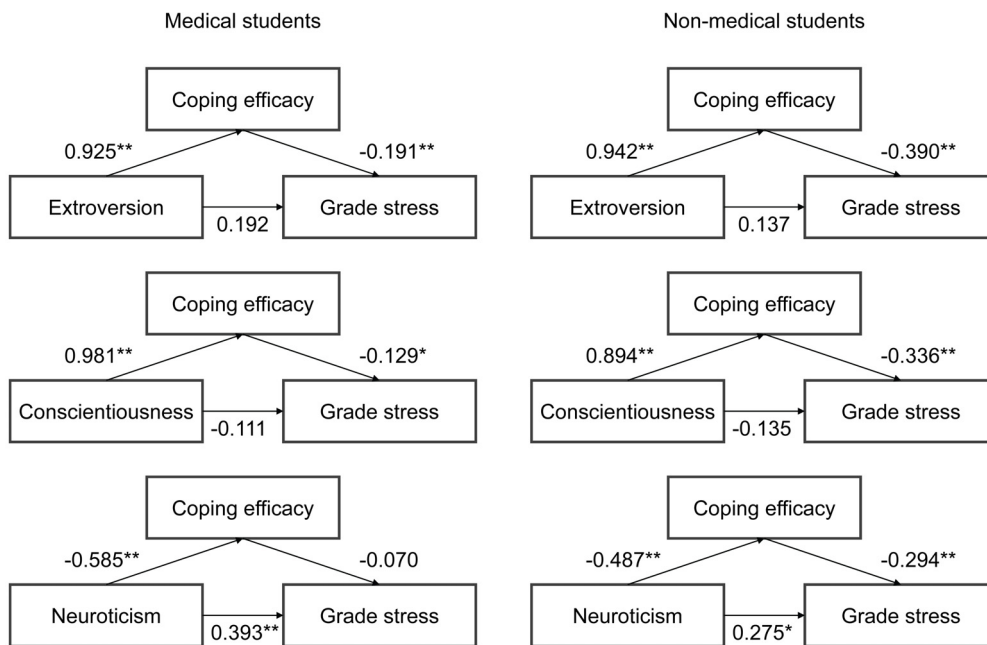 Medical students
Non-medical students
Coping efficacy
0.925**
-0.191**
Extroversion
0.192
Grade stress
Coping efficacy
0.942**
-0.390**
Extroversion
0.137
Grade stress
Coping efficacy
0.981**
-0.129*
Conscientiousness
-0.111
Grade stress
Coping efficacy
0.894**
-0.336**
Conscientiousness
-0.135
Grade stress
Coping efficacy
-0.585**
-0.070
Neuroticism
0.393**
Grade stress
Coping efficacy
-0.487**
-0.294**
Neuroticism
0.275*
Grade stress